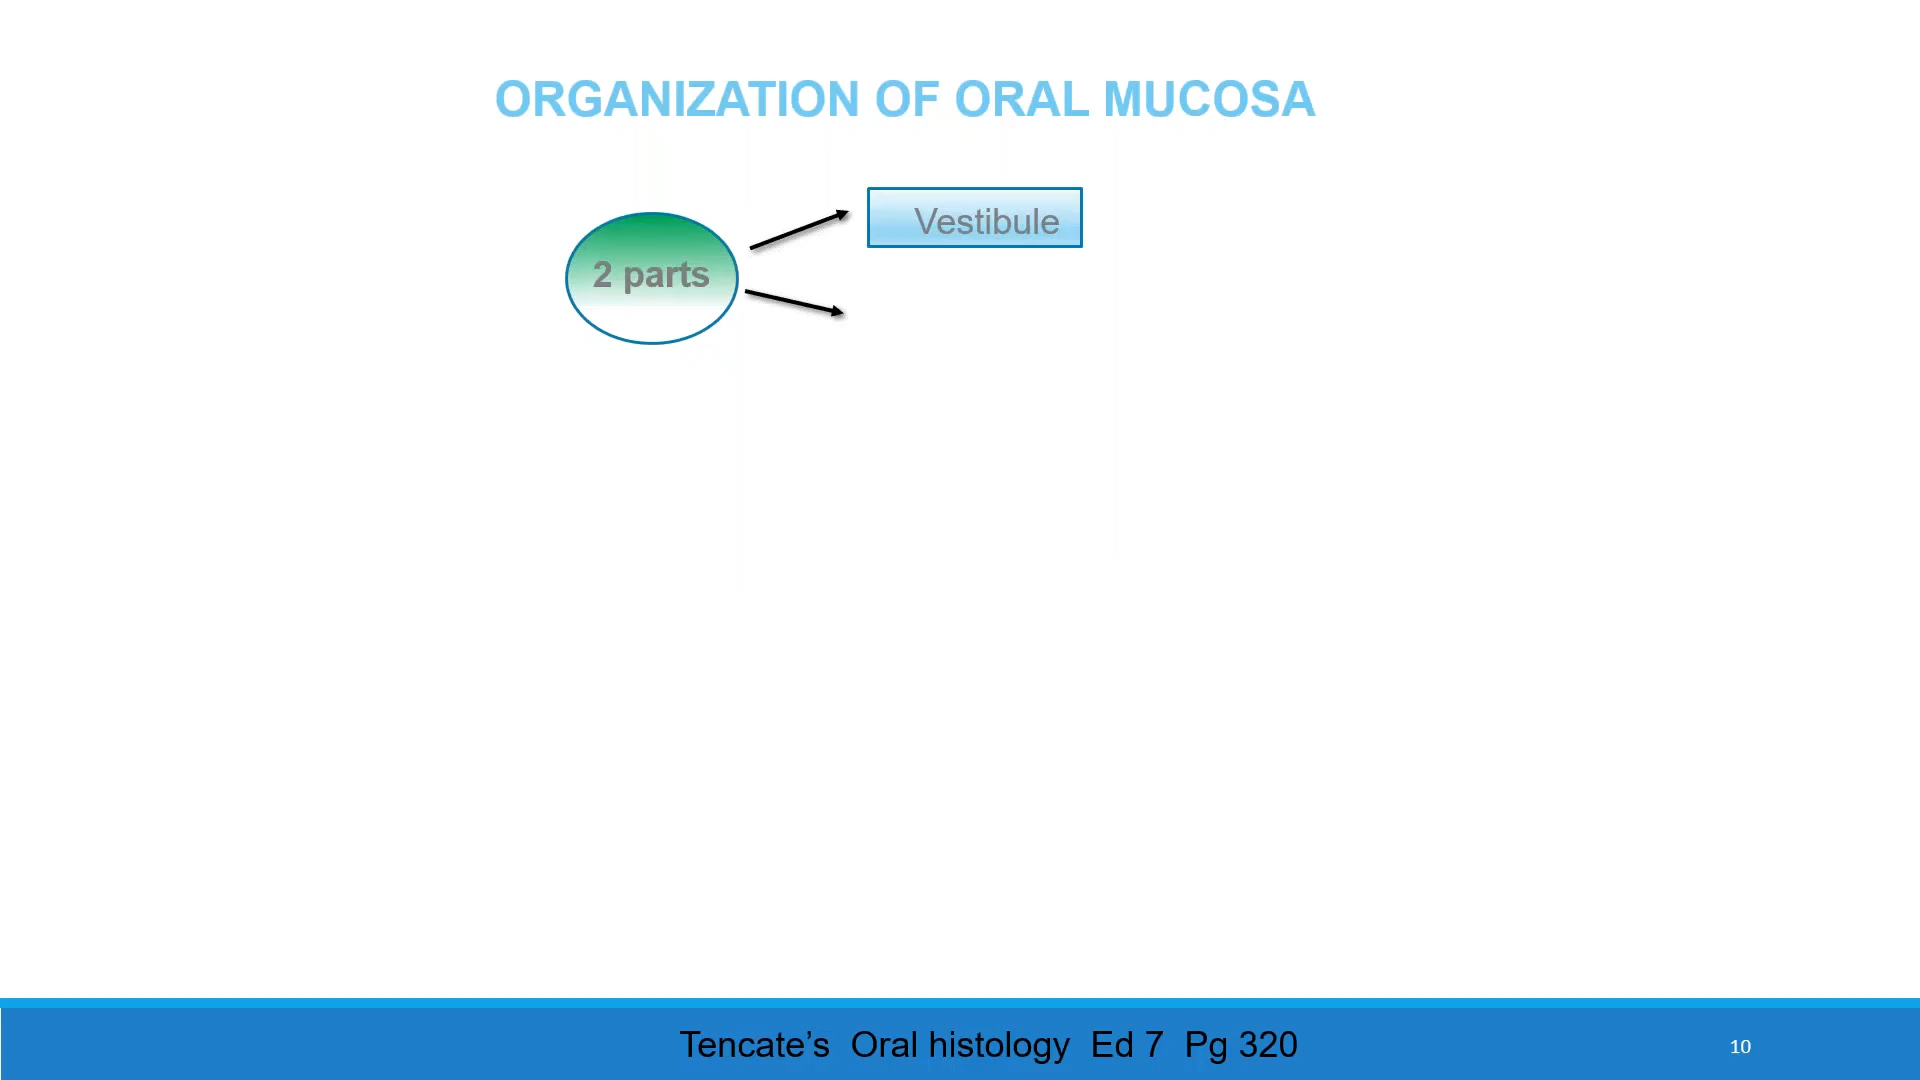 ORGANIZATION OF ORAL MUCOSA
Vestibule
2 parts
Tencate’s Oral histology Ed 7 Pg 320
10